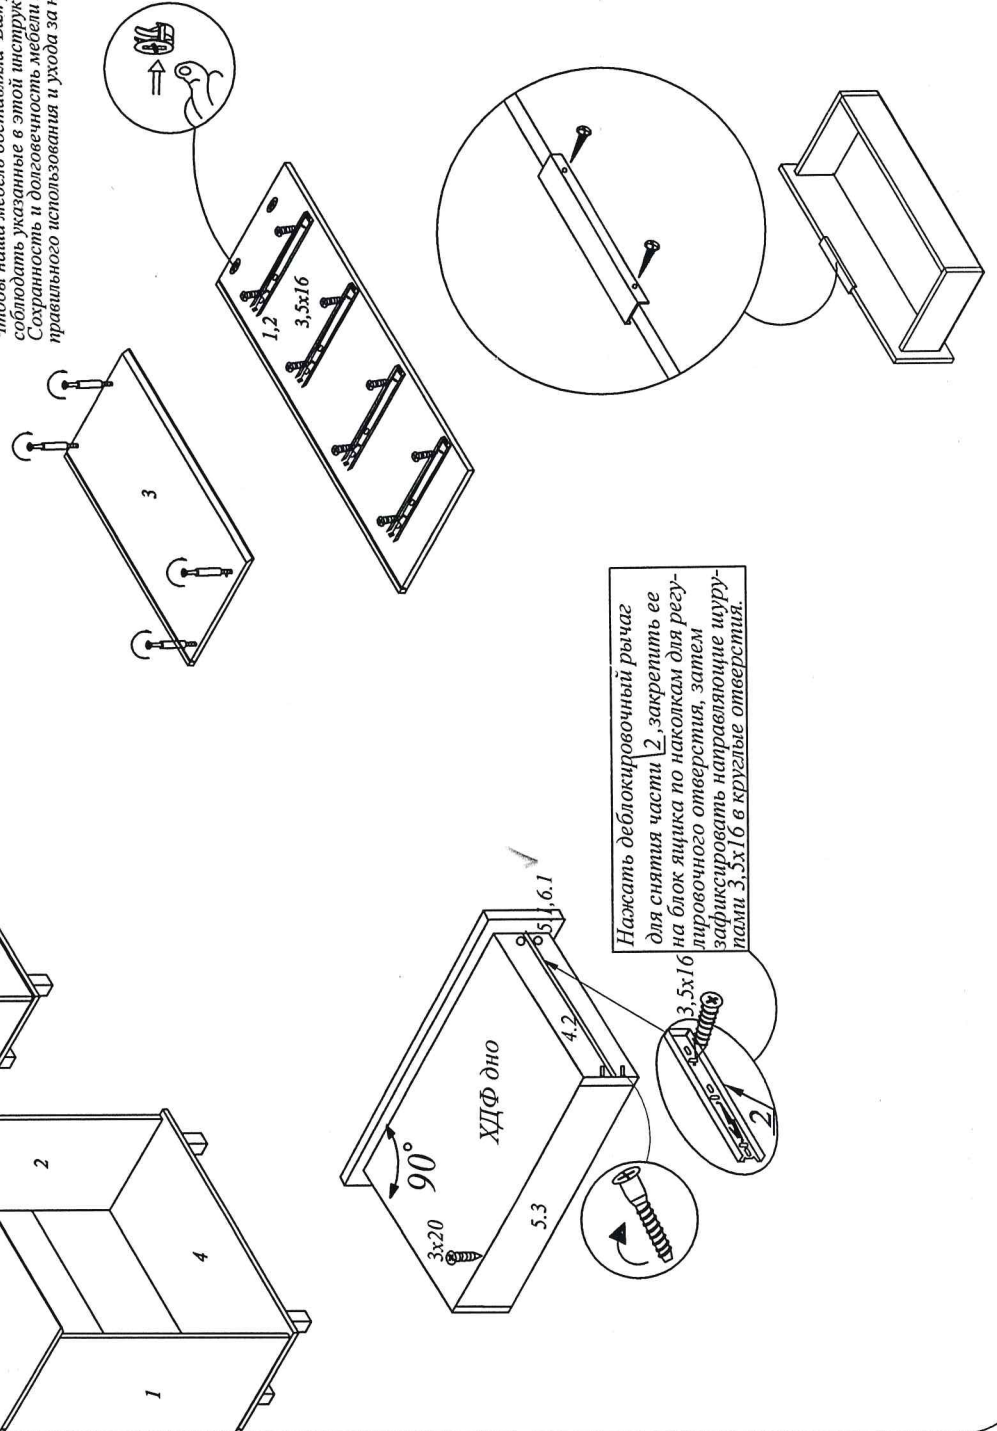 Чтобы наша мебель доставляла Вам
соблюдать указанные в этой инструк
Сохранность и долговечность мебели
правильного использования и ухода за
2
1
4
3
1,2
3,5x16
90°
3x20
ХДФ дно
5.3
4.2
5.1,6.1
3,5x16
2
Нажать деблокировочный рычаг
для снятия части 2 ,закрепить ее
на блок ящика по наколкам для регу-
лировочного отверстия, затем
зафиксировать направляющие шуру-
пами 3,5x16 в круглые отверстия.